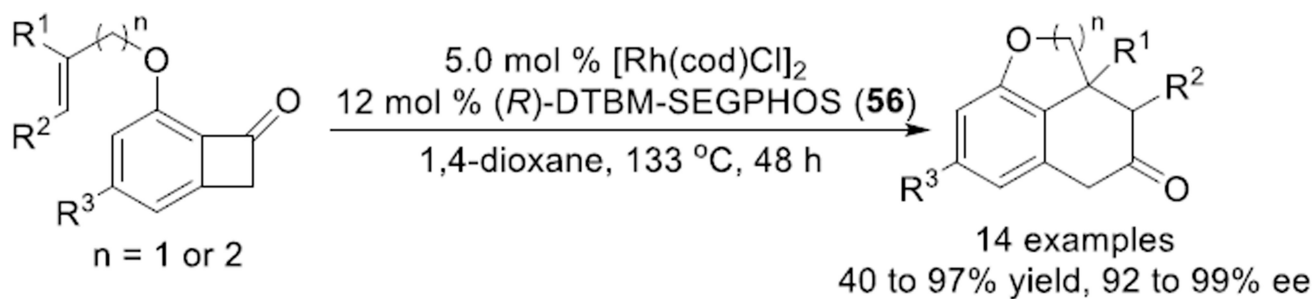 R¹
( )ⁿ
O
R²
O
R³
n = 1 or 2
5.0 mol % [Rh(cod)Cl]₂
12 mol % (R)-DTBM-SEGPHOS (56)
1,4-dioxane, 133 °C, 48 h
O
( )ⁿ
R¹
R²
R³
O
14 examples
40 to 97% yield, 92 to 99% ee